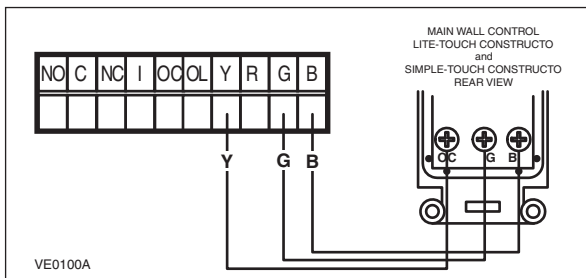 MAIN WALL CONTROL
LITE-TOUCH CONSTRUCTO
and
SIMPLE-TOUCH CONSTRUCTO
REAR VIEW
NO C NC I OC OL Y R G B
OC G B
Y G B
VE0100A